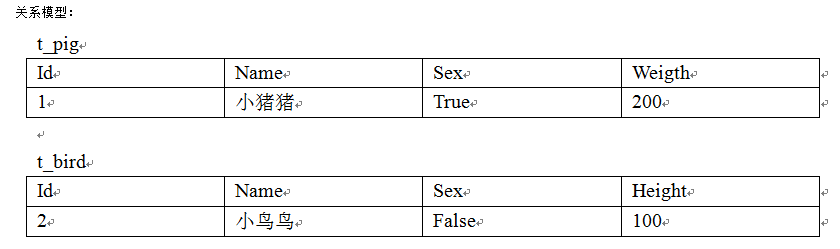 关系模型：
t_pig
Id Name Sex Weigth
1 小猪猪 True 200
t_bird
Id Name Sex Height
2 小鸟鸟 False 100